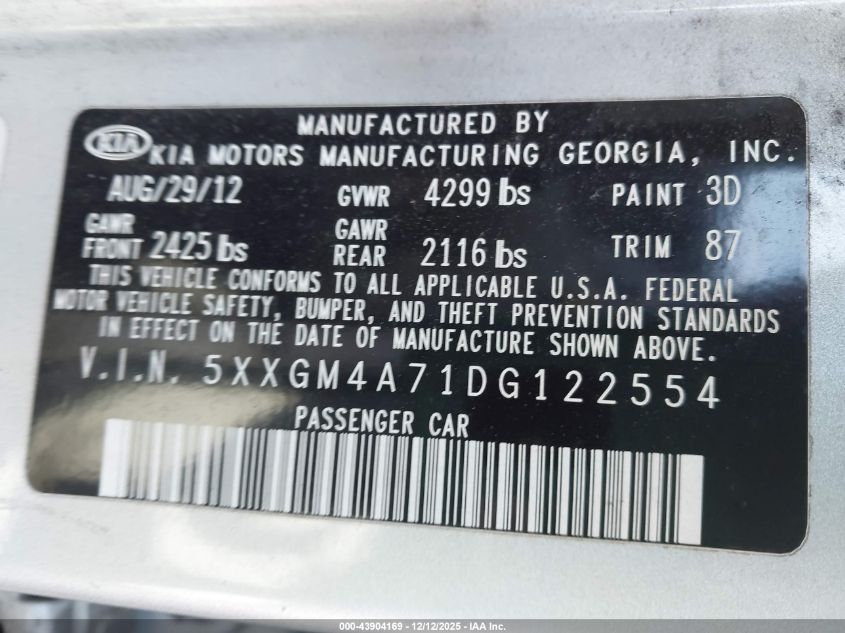 MANUFACTURED BY
KIA KIA MOTORS MANUFACTURING GEORGIA, INC.
AUG/29/12 GVWR 4299 lbs PAINT 3D
GAWR FRONT 2425 lbs GAWR REAR 2116 lbs TRIM 87
THIS VEHICLE CONFORMS TO ALL APPLICABLE U.S.A. FEDERAL
MOTOR VEHICLE SAFETY, BUMPER, AND THEFT PREVENTION STANDARDS
IN EFFECT ON THE DATE OF MANUFACTURE SHOWN ABOVE.
V.I.N. 5XXGM4A71DG122554
PASSENGER CAR
000-43904169 • 12/12/2025 - IAA Inc.